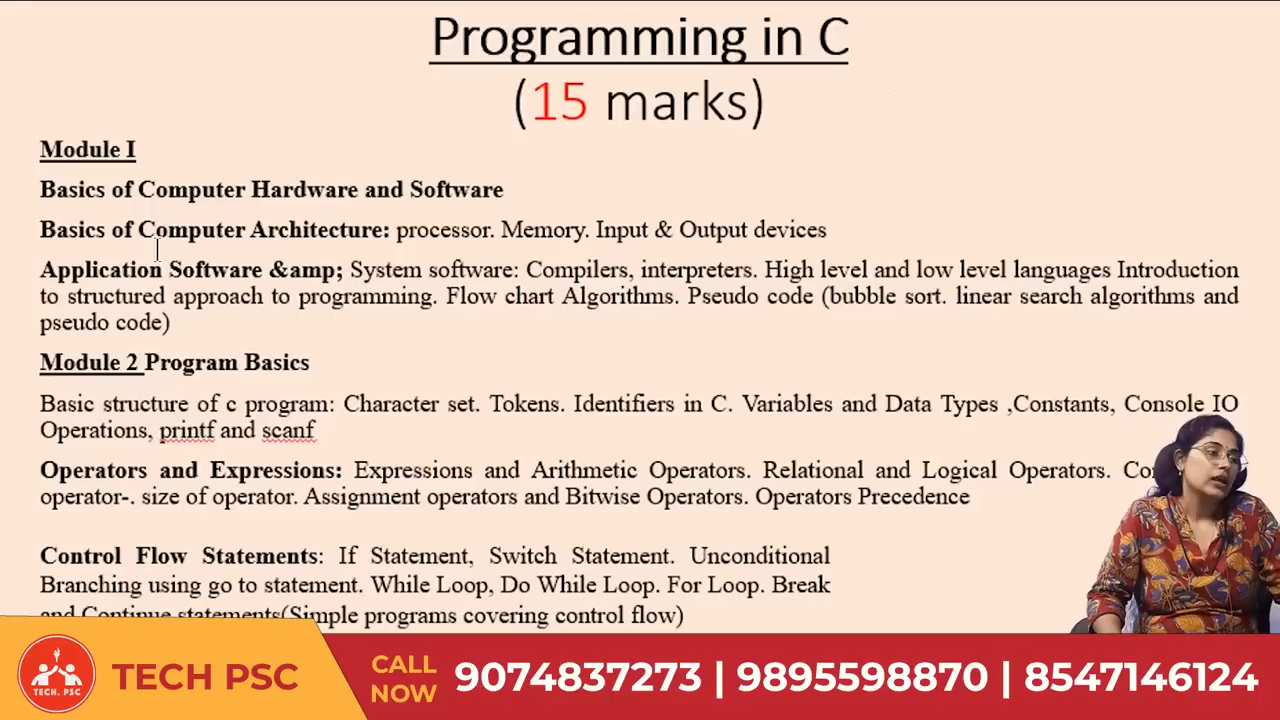 Programming in C
(15 marks)
Module I
Basics of Computer Hardware and Software
Basics of Computer Architecture: processor. Memory. Input & Output devices
Application Software &amp; System software: Compilers, interpreters. High level and low level languages Introduction
to structured approach to programming. Flow chart Algorithms. Pseudo code (bubble sort. linear search algorithms and
pseudo code)
Module 2 Program Basics
Basic structure of c program: Character set. Tokens. Identifiers in C. Variables and Data Types ,Constants, Console IO
Operations, printf and scanf
Operators and Expressions: Expressions and Arithmetic Operators. Relational and Logical Operators.
operator-. size of operator. Assignment operators and Bitwise Operators. Operators Precedence
Control Flow Statements: If Statement, Switch Statement. Unconditional
Branching using go to statement. While Loop, Do While Loop. For Loop. Break
and Continue statements(Simple programs covering control flow)
TECH. PSC
TECH PSC
CALL
NOW
9074837273 | 9895598870 | 8547146124